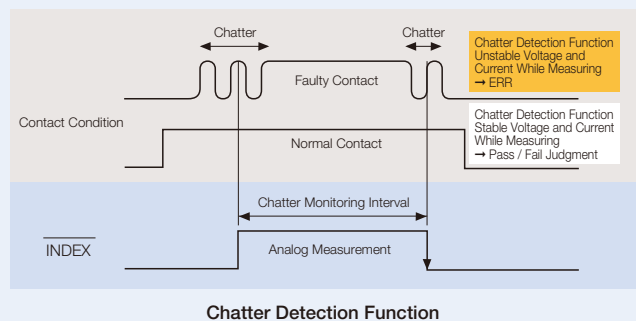 Chatter
Chatter
Chatter Detection Function
Unstable Voltage and
Current While Measuring
→ ERR
Faulty Contact
Contact Condition
Chatter Detection Function
Stable Voltage and Current
While Measuring
→ Pass / Fail Judgment
Normal Contact
Chatter Monitoring Interval
INDEX
Analog Measurement
Chatter Detection Function